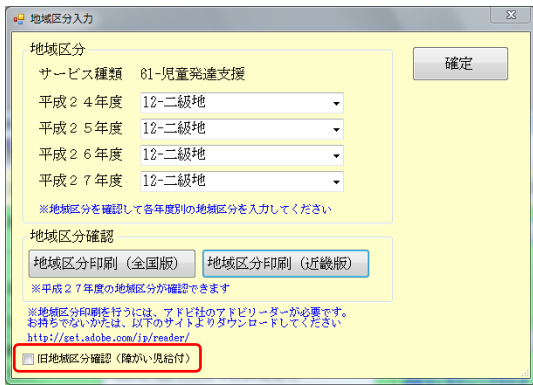 地域区分入力
地域区分
サービス種類 61-児童発達支援
確定
平成２４年度 12-二級地
平成２５年度 12-二級地
平成２６年度 12-二級地
平成２７年度 12-二級地
※地域区分を確認して各年度別の地域区分を入力してください
地域区分確認
地域区分印刷（全国版） 地域区分印刷（近畿版）
※平成２７年度の地域区分が確認できます
※地域区分印刷を行うには、アドビ社のアドビリーダーが必要です。
お持ちでないかたは、以下のサイトよりダウンロードしてください
http://get.adobe.com/jp/reader/
旧地域区分確認（障がい児給付）